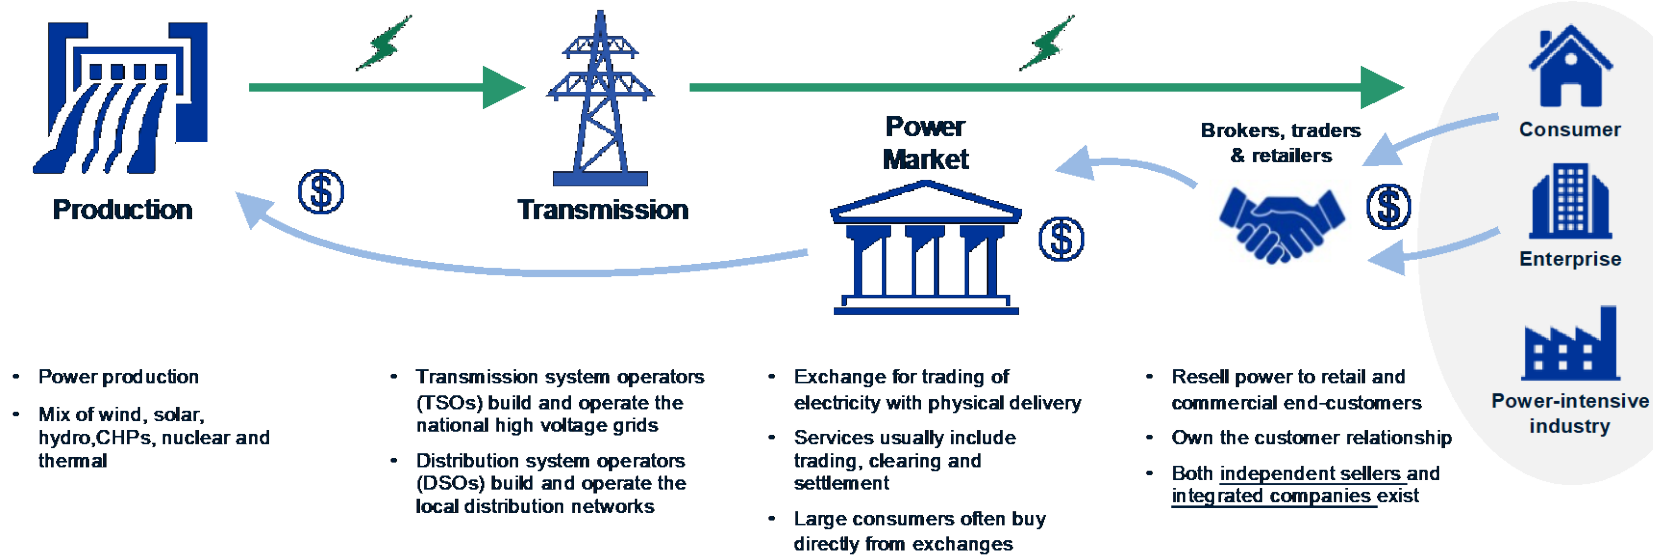 Production
Transmission
Power
Market
Brokers, traders
& retailers
Consumer
Enterprise
Power-intensive
industry
$
$
$
• Power production
• Mix of wind, solar,
hydro,CHPs, nuclear and
thermal
• Transmission system operators
(TSOs) build and operate the
national high voltage grids
• Distribution system operators
(DSOs) build and operate the
local distribution networks
• Exchange for trading of
electricity with physical delivery
• Services usually include
trading, clearing and
settlement
• Large consumers often buy
directly from exchanges
• Resell power to retail and
commercial end-customers
• Own the customer relationship
• Both independent sellers and
integrated companies exist